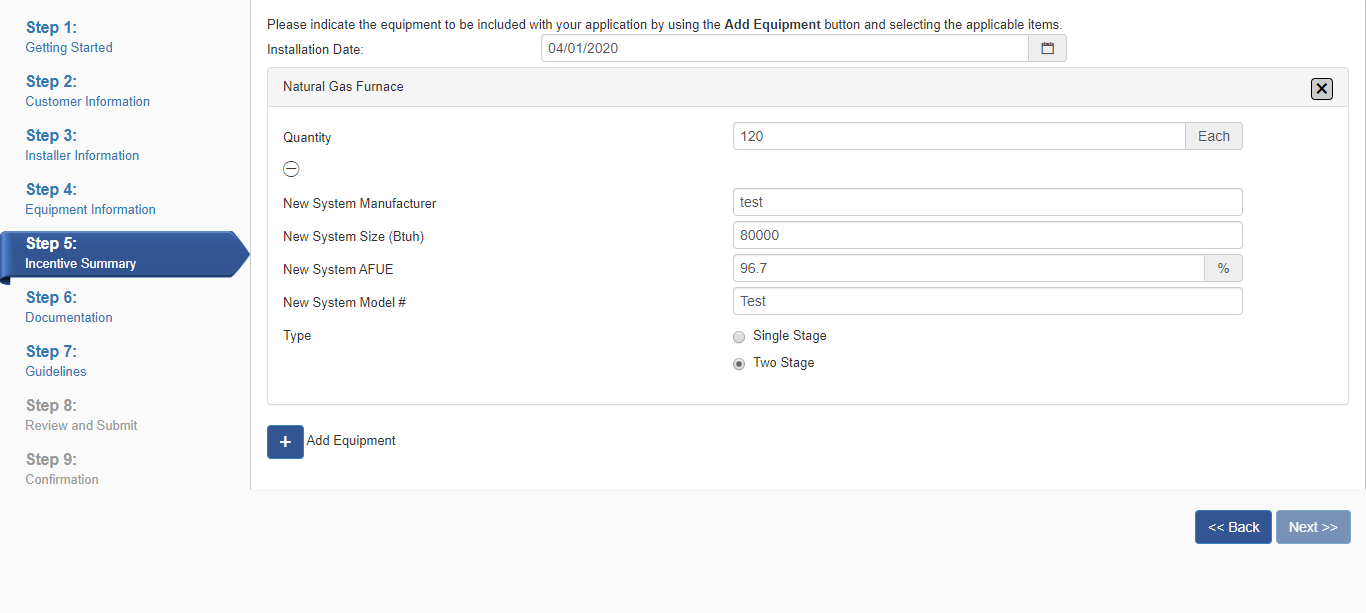 Step 1:
Getting Started
Step 2:
Customer Information
Step 3:
Installer Information
Step 4:
Equipment Information
Step 5:
Incentive Summary
Step 6:
Documentation
Step 7:
Guidelines
Step 8:
Review and Submit
Step 9:
Confirmation
Please indicate the equipment to be included with your application by using the Add Equipment button and selecting the applicable items.
Installation Date: 04/01/2020
Natural Gas Furnace
Quantity 120 Each
New System Manufacturer test
New System Size (Btuh) 80000
New System AFUE 96.7 %
New System Model # Test
Type Single Stage
Two Stage
+ Add Equipment
<< Back Next >>